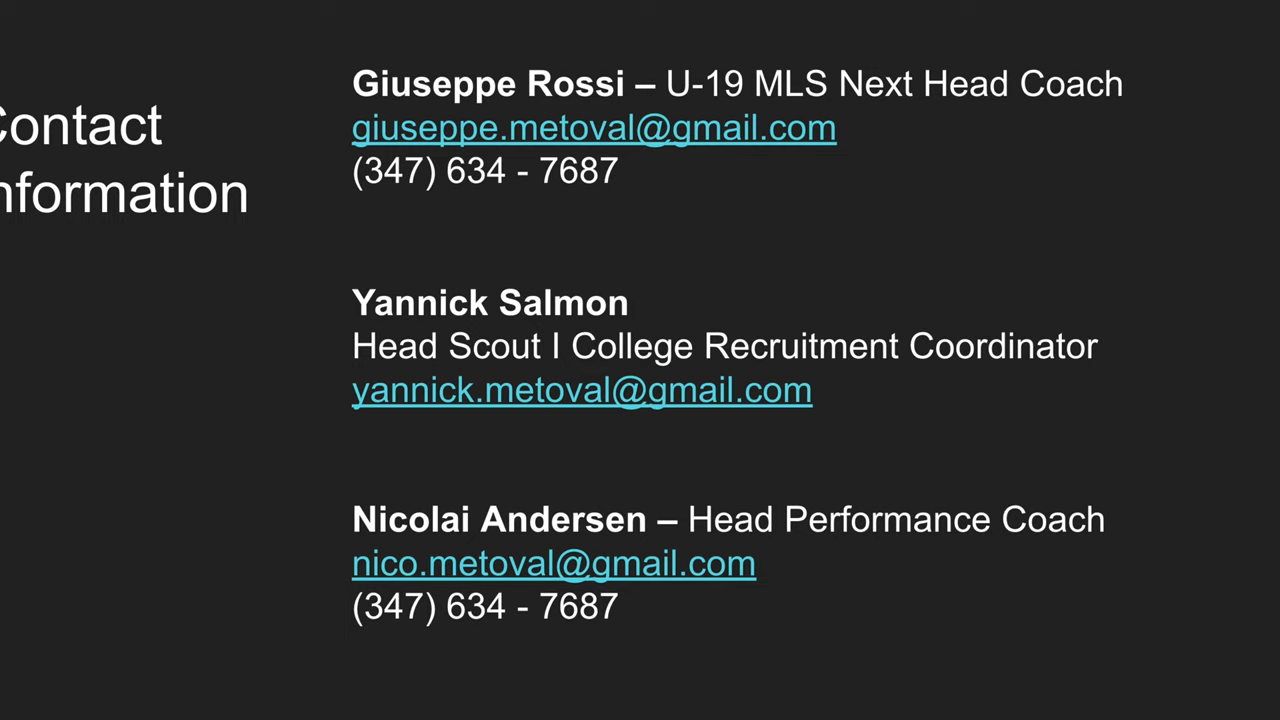 Contact
nformation
Giuseppe Rossi – U-19 MLS Next Head Coach
giuseppe.metoval@gmail.com
(347) 634 - 7687
Yannick Salmon
Head Scout I College Recruitment Coordinator
yannick.metoval@gmail.com
Nicolai Andersen – Head Performance Coach
nico.metoval@gmail.com
(347) 634 - 7687